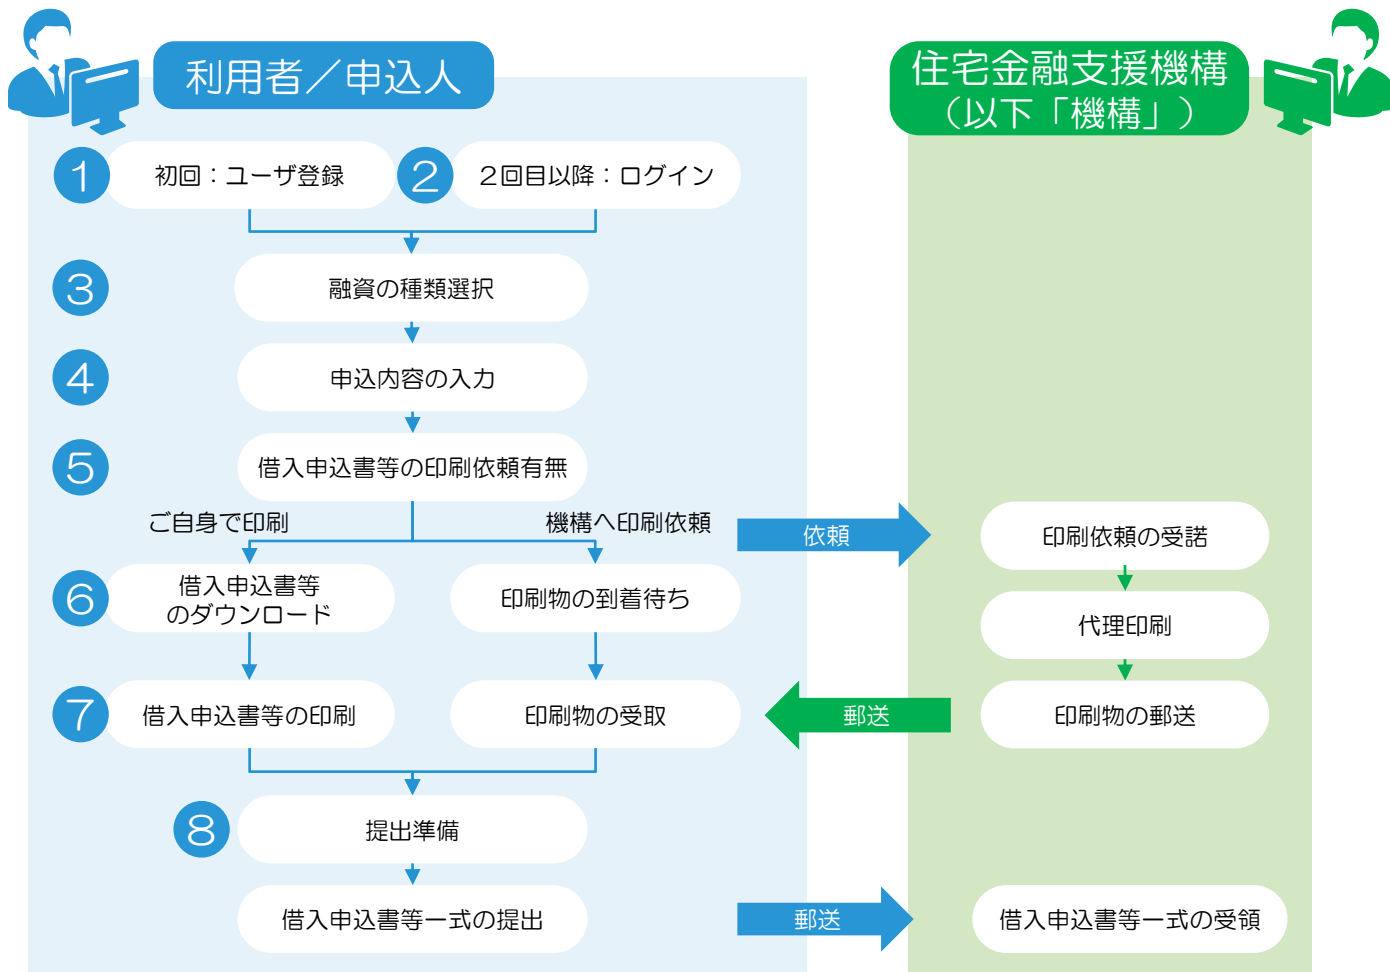 利用者／申込人
住宅金融支援機構
（以下「機構」）
1
初回：ユーザ登録
2
２回目以降：ログイン
3
融資の種類選択
4
申込内容の入力
5
借入申込書等の印刷依頼有無
ご自身で印刷
機構へ印刷依頼
依頼
印刷依頼の受諾
6
借入申込書等
のダウンロード
印刷物の到着待ち
代理印刷
7
借入申込書等の印刷
印刷物の受取
郵送
印刷物の郵送
8
提出準備
借入申込書等一式の提出
郵送
借入申込書等一式の受領